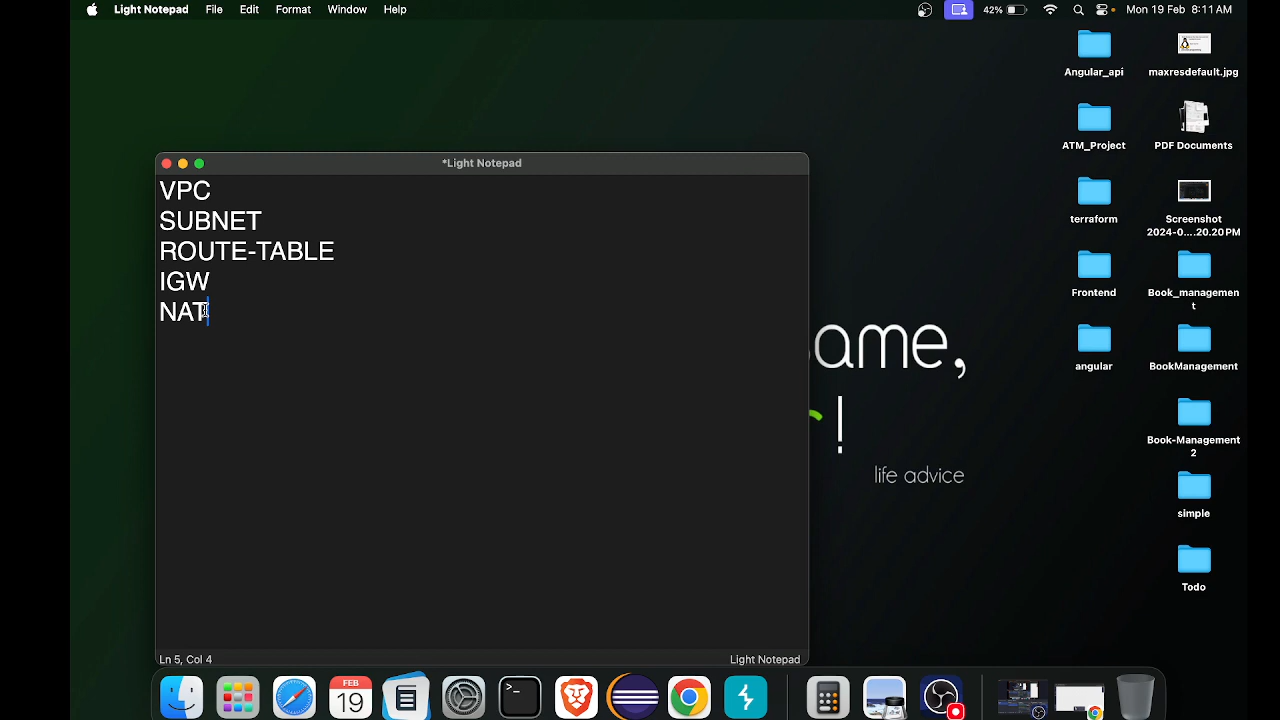 Light Notepad File Edit Format Window Help 42% Mon 19 Feb 8:11 AM
Angular_api
maxresdefault.jpg
ATM_Project
PDF Documents
terraform
Screenshot
2024-0....20.20 PM
Frontend
Book_managemen
t
angular
BookManagement
Book-Management
2
simple
Todo
*Light Notepad
VPC
SUBNET
ROUTE-TABLE
IGW
NAT
Ln 5, Col 4
Light Notepad
ame,
!
life advice
FEB
19